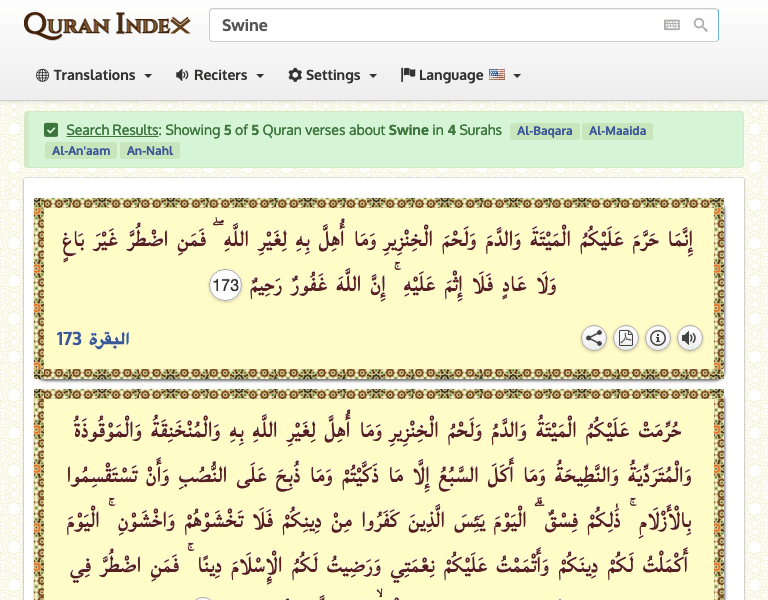 QURAN INDEX
Swine
Translations
Reciters
Settings
Language
Search Results: Showing 5 of 5 Quran verses about Swine in 4 Surahs Al-Baqara Al-Maaida
Al-An'aam An-Nahl
إِنَّمَا حَرَّمَ عَلَيْكُمُ الْمَيْتَةَ وَالدَّمَ وَلَحْمَ الْخِنْزِيرِ وَمَا أُهِلَّ بِهِ لِغَيْرِ اللَّهِ ۖ فَمَنِ اضْطُرَّ غَيْرَ بَاغٍ
وَلَا عَادٍ فَلَا إِثْمَ عَلَيْهِ ۚ إِنَّ اللَّهَ غَفُورٌ رَحِيمٌ 173
البقرة 173
حُرِّمَتْ عَلَيْكُمُ الْمَيْتَةُ وَالدَّمُ وَلَحْمُ الْخِنْزِيرِ وَمَا أُهِلَّ لِغَيْرِ اللَّهِ بِهِ وَالْمُنْخَنِقَةُ وَالْمَوْقُوذَةُ
وَالْمُتَرَدِّيَةُ وَالنَّطِيحَةُ وَمَا أَكَلَ السَّبُعُ إِلَّا مَا ذَكَّيْتُمْ وَمَا ذُبِحَ عَلَى النُّصُبِ وَأَنْ تَسْتَقْسِمُوا
بِالْأَزْلَامِ ۚ ذَٰلِكُمْ فِسْقٌ ۗ الْيَوْمَ يَئِسَ الَّذِينَ كَفَرُوا مِنْ دِينِكُمْ فَلَا تَخْشَوْهُمْ وَاخْشَوْنِ ۚ الْيَوْمَ
أَكْمَلْتُ لَكُمْ دِينَكُمْ وَأَتْمَمْتُ عَلَيْكُمْ نِعْمَتِي وَرَضِيتُ لَكُمُ الْإِسْلَامَ دِينًا ۚ فَمَنِ اضْطُرَّ فِي